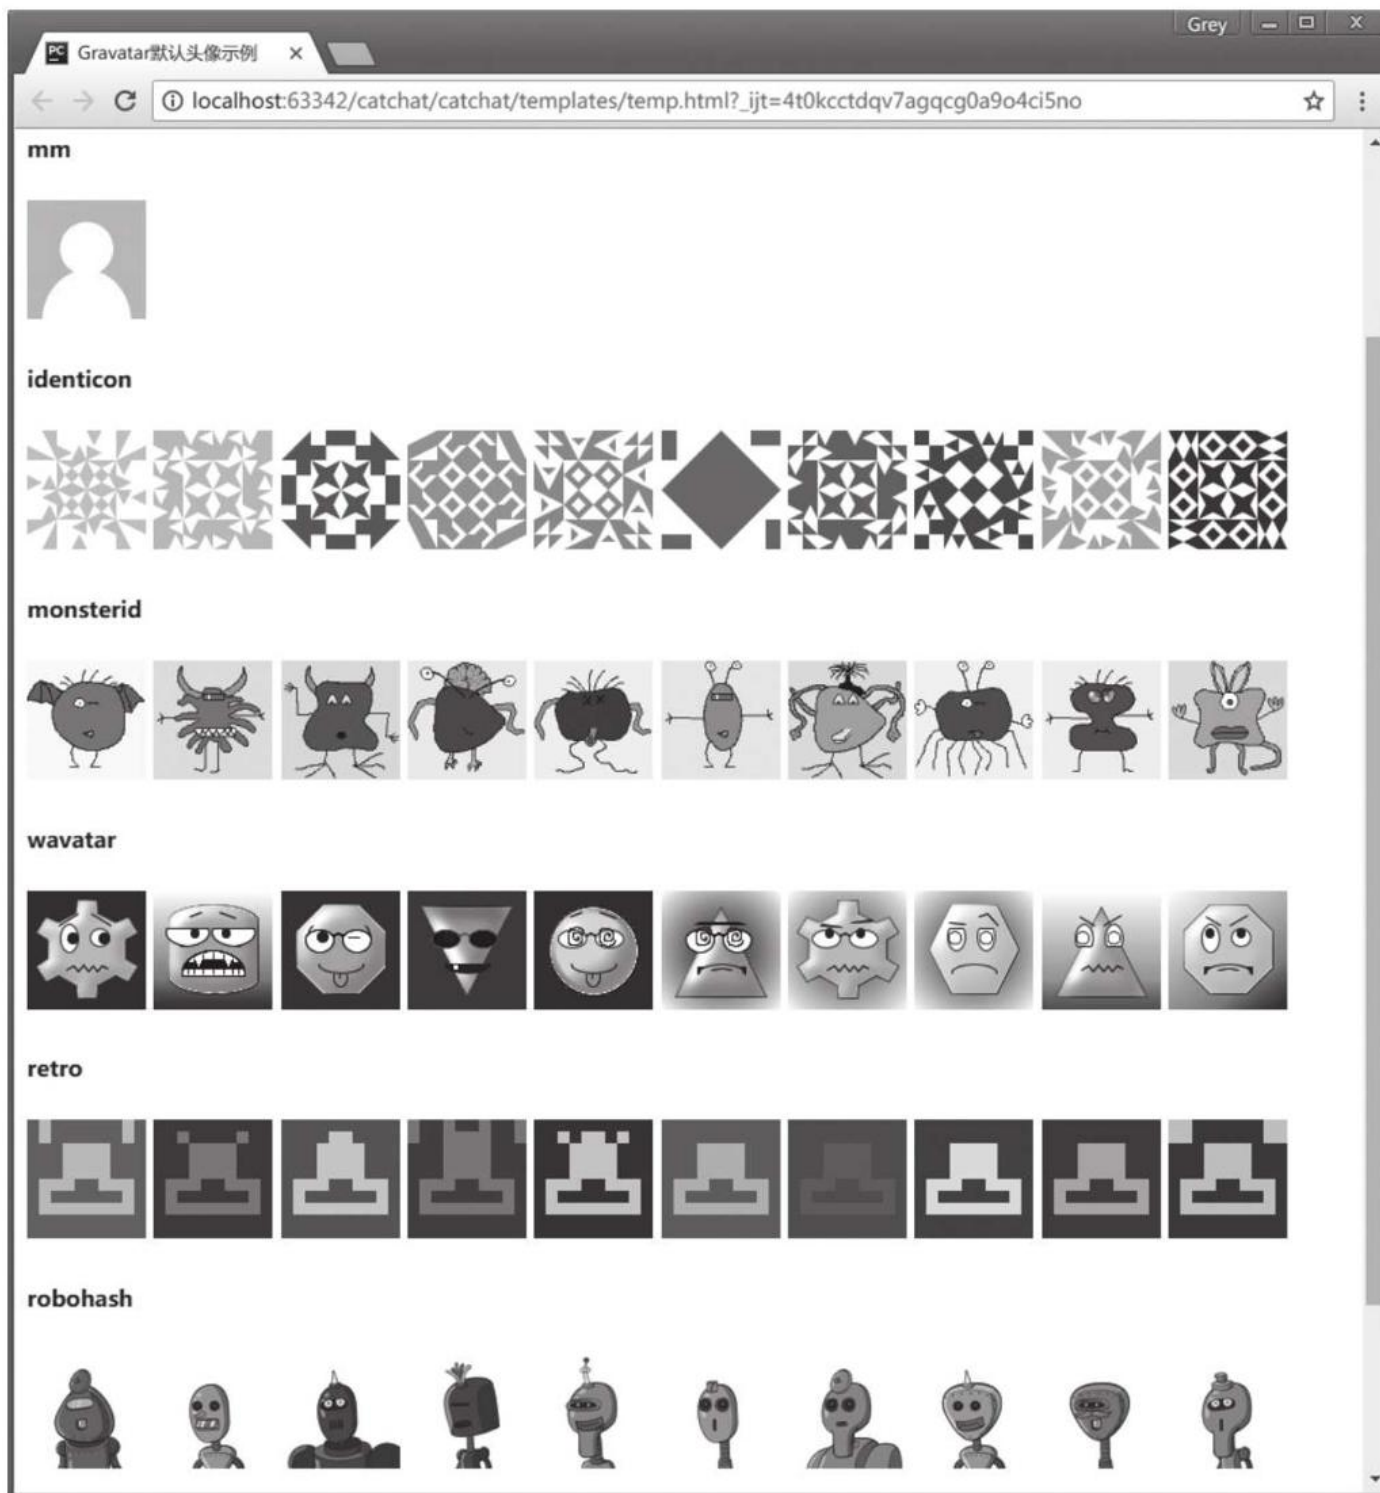 Grey
PC Gravatar默认头像示例
localhost:63342/catchat/catchat/templates/temp.html?_ijt=4t0kcctdqv7agqcg0a9o4ci5no
mm
identicon
monsterid
wavatar
retro
robohash